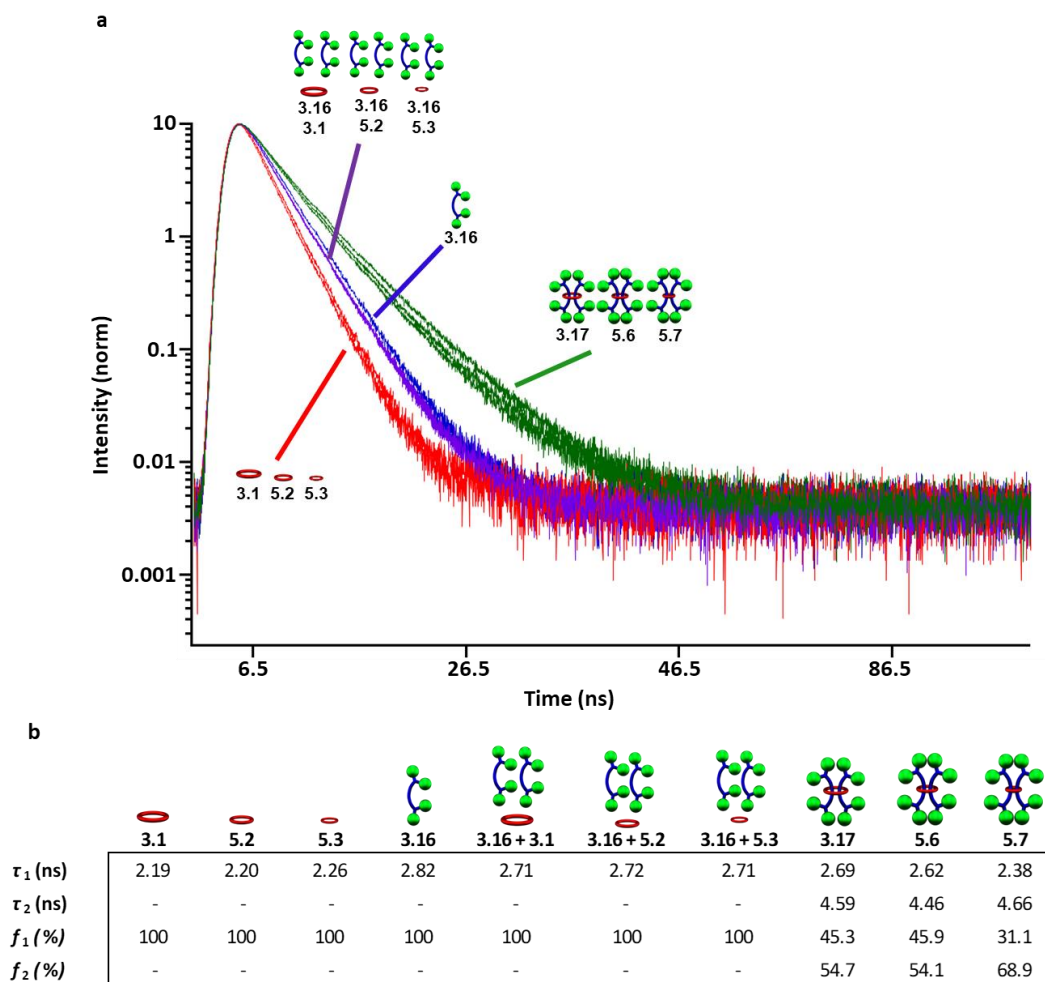 a
3.16 3.16 3.16
3.1 5.2 5.3
10
1
0.1
0.01
0.001
Intensity (norm)
3.16
3.17 5.6 5.7
3.1 5.2 5.3
6.5 26.5 46.5 86.5
Time (ns)
b
3.1 5.2 5.3 3.16 3.16 + 3.1 3.16 + 5.2 3.16 + 5.3 3.17 5.6 5.7
τ1 (ns) 2.19 2.20 2.26 2.82 2.71 2.72 2.71 2.69 2.62 2.38
τ2 (ns) - - - - - - - 4.59 4.46 4.66
f1 (%) 100 100 100 100 100 100 100 45.3 45.9 31.1
f2 (%) - - - - - - - 54.7 54.1 68.9